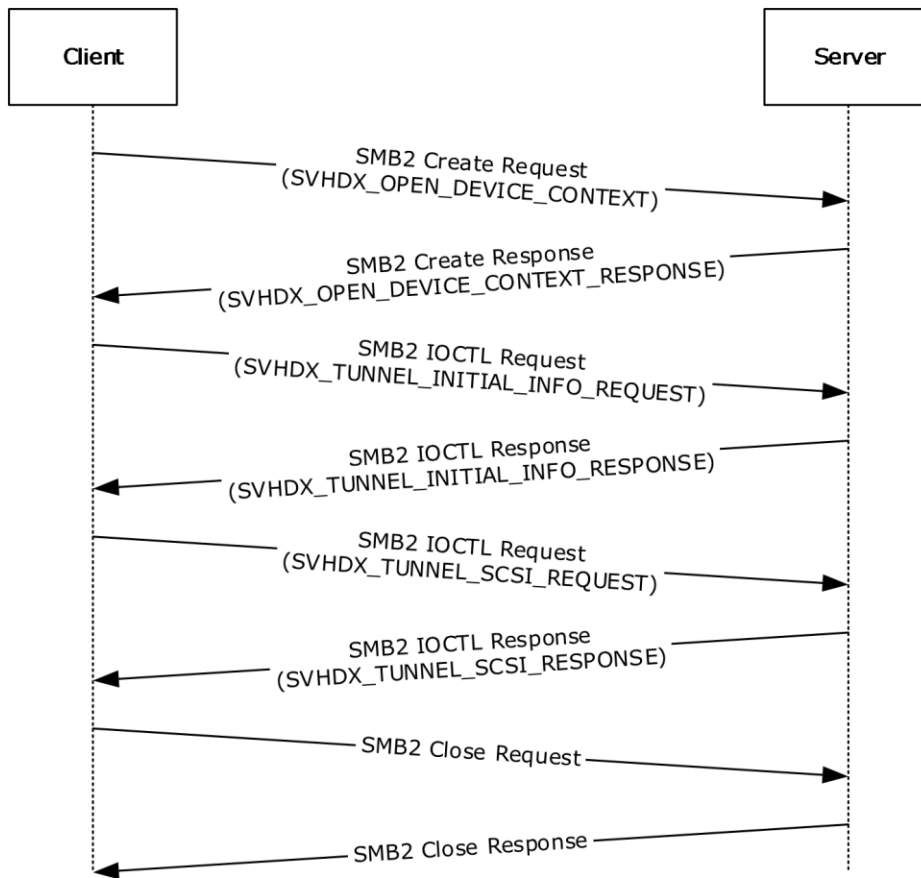 Client
Server
SMB2 Create Request
(SVHDX_OPEN_DEVICE_CONTEXT)
SMB2 Create Response
(SVHDX_OPEN_DEVICE_CONTEXT_RESPONSE)
SMB2 IOCTL Request
(SVHDX_TUNNEL_INITIAL_INFO_REQUEST)
SMB2 IOCTL Response
(SVHDX_TUNNEL_INITIAL_INFO_RESPONSE)
SMB2 IOCTL Request
(SVHDX_TUNNEL_SCSI_REQUEST)
SMB2 IOCTL Response
(SVHDX_TUNNEL_SCSI_RESPONSE)
SMB2 Close Request
SMB2 Close Response